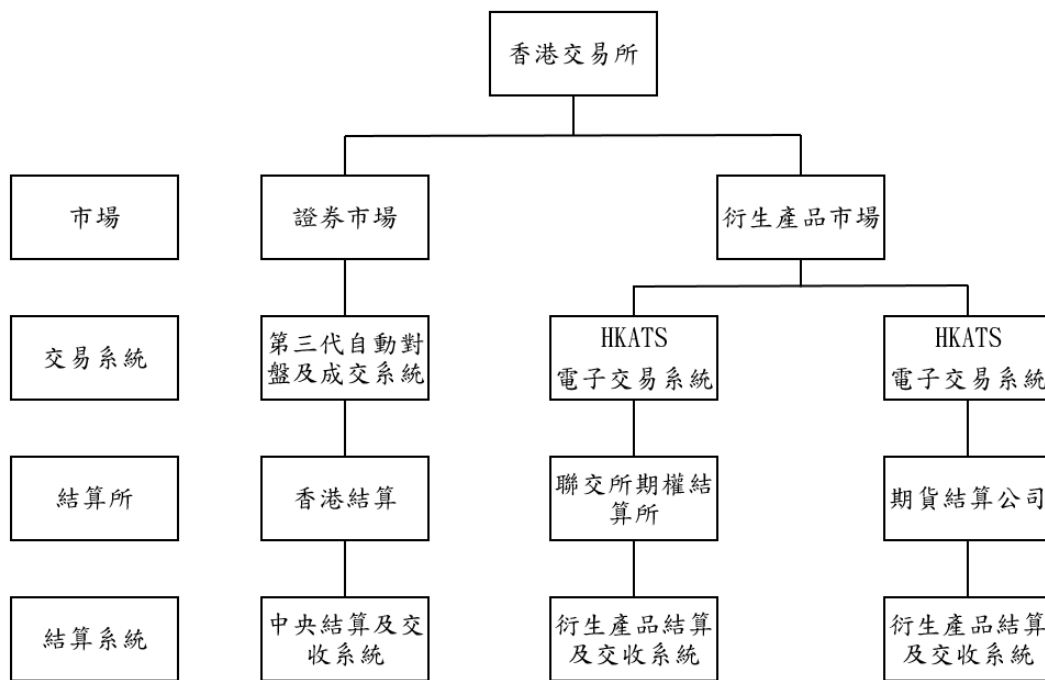 香港交易所
市場
證券市場
衍生產品市場
交易系統
第三代自動對
盤及成交系統
HKATS
電子交易系統
HKATS
電子交易系統
結算所
香港結算
聯交所期權結
算所
期貨結算公司
結算系統
中央結算及交
收系統
衍生產品結算
及交收系統
衍生產品結算
及交收系統